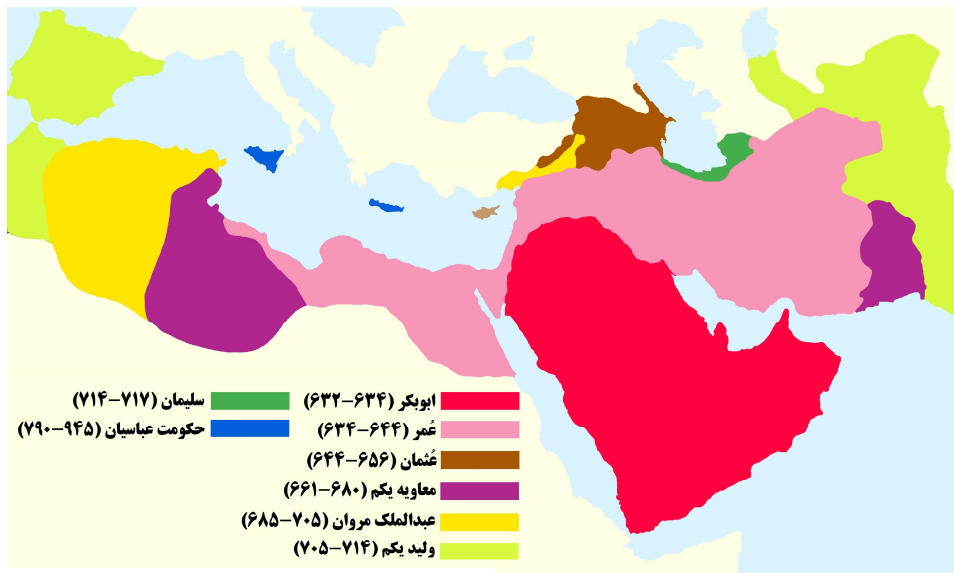 ابوبکر (۶۳۲–۶۳۴)
عُمر (۶۳۴–۶۴۴)
عُثمان (۶۴۴–۶۵۶)
معاویه یکم (۶۶۱–۶۸۰)
عبدالملک مروان (۶۸۵–۷۰۵)
ولید یکم (۷۰۵–۷۱۴)
سلیمان (۷۱۴–۷۱۷)
حکومت عباسیان (۷۹۰–۹۴۵)